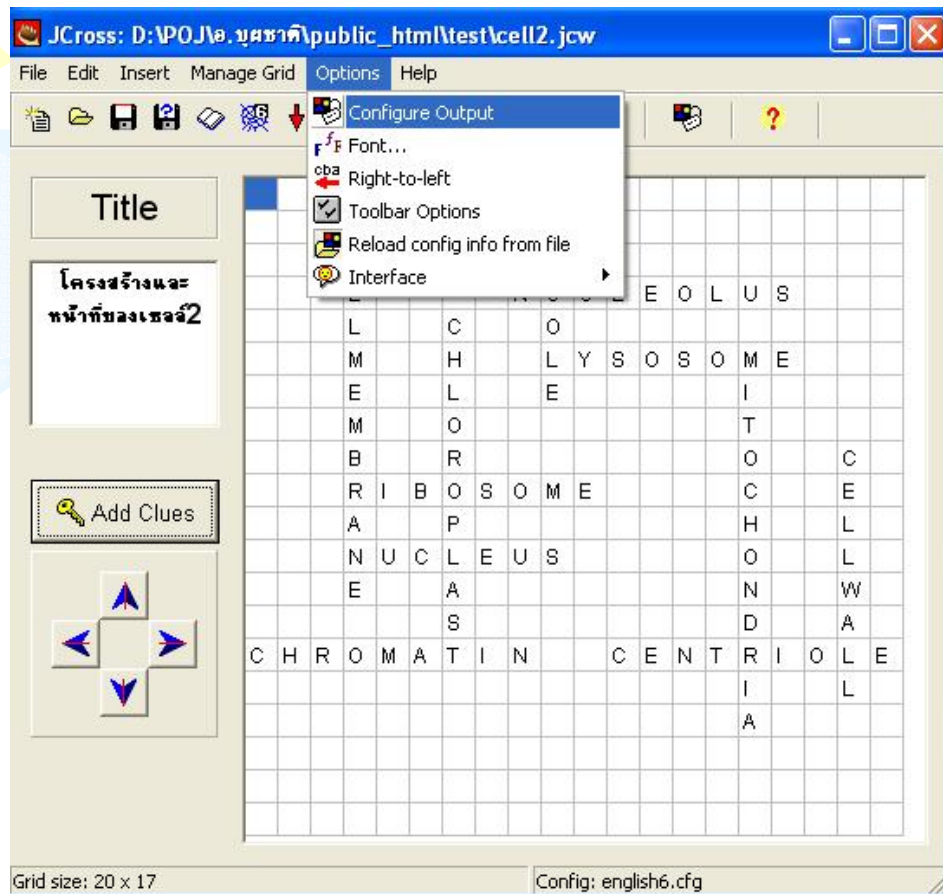 JCross: D:\POJ\อ.บุศชาติ\public_html\test\cell2.jcw
File Edit Insert Manage Grid Options Help
Configure Output
Font...
Right-to-left
Toolbar Options
Reload config info from file
Interface
Title
โครงสร้างและ
หน้าที่ของเซลล์2
Add Clues
E O L U S
L C O
M H L Y S O S O M E
E L E I
M O T
B R O C
R I B O S O M E C E
A P H L
N U C L E U S O L
E A N W
S D A
C H R O M A T I N C E N T R I O L E
I L
A
Grid size: 20 x 17
Config: english6.cfg